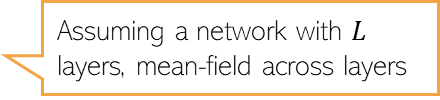 Assuming a network with L
layers, mean-field across layers